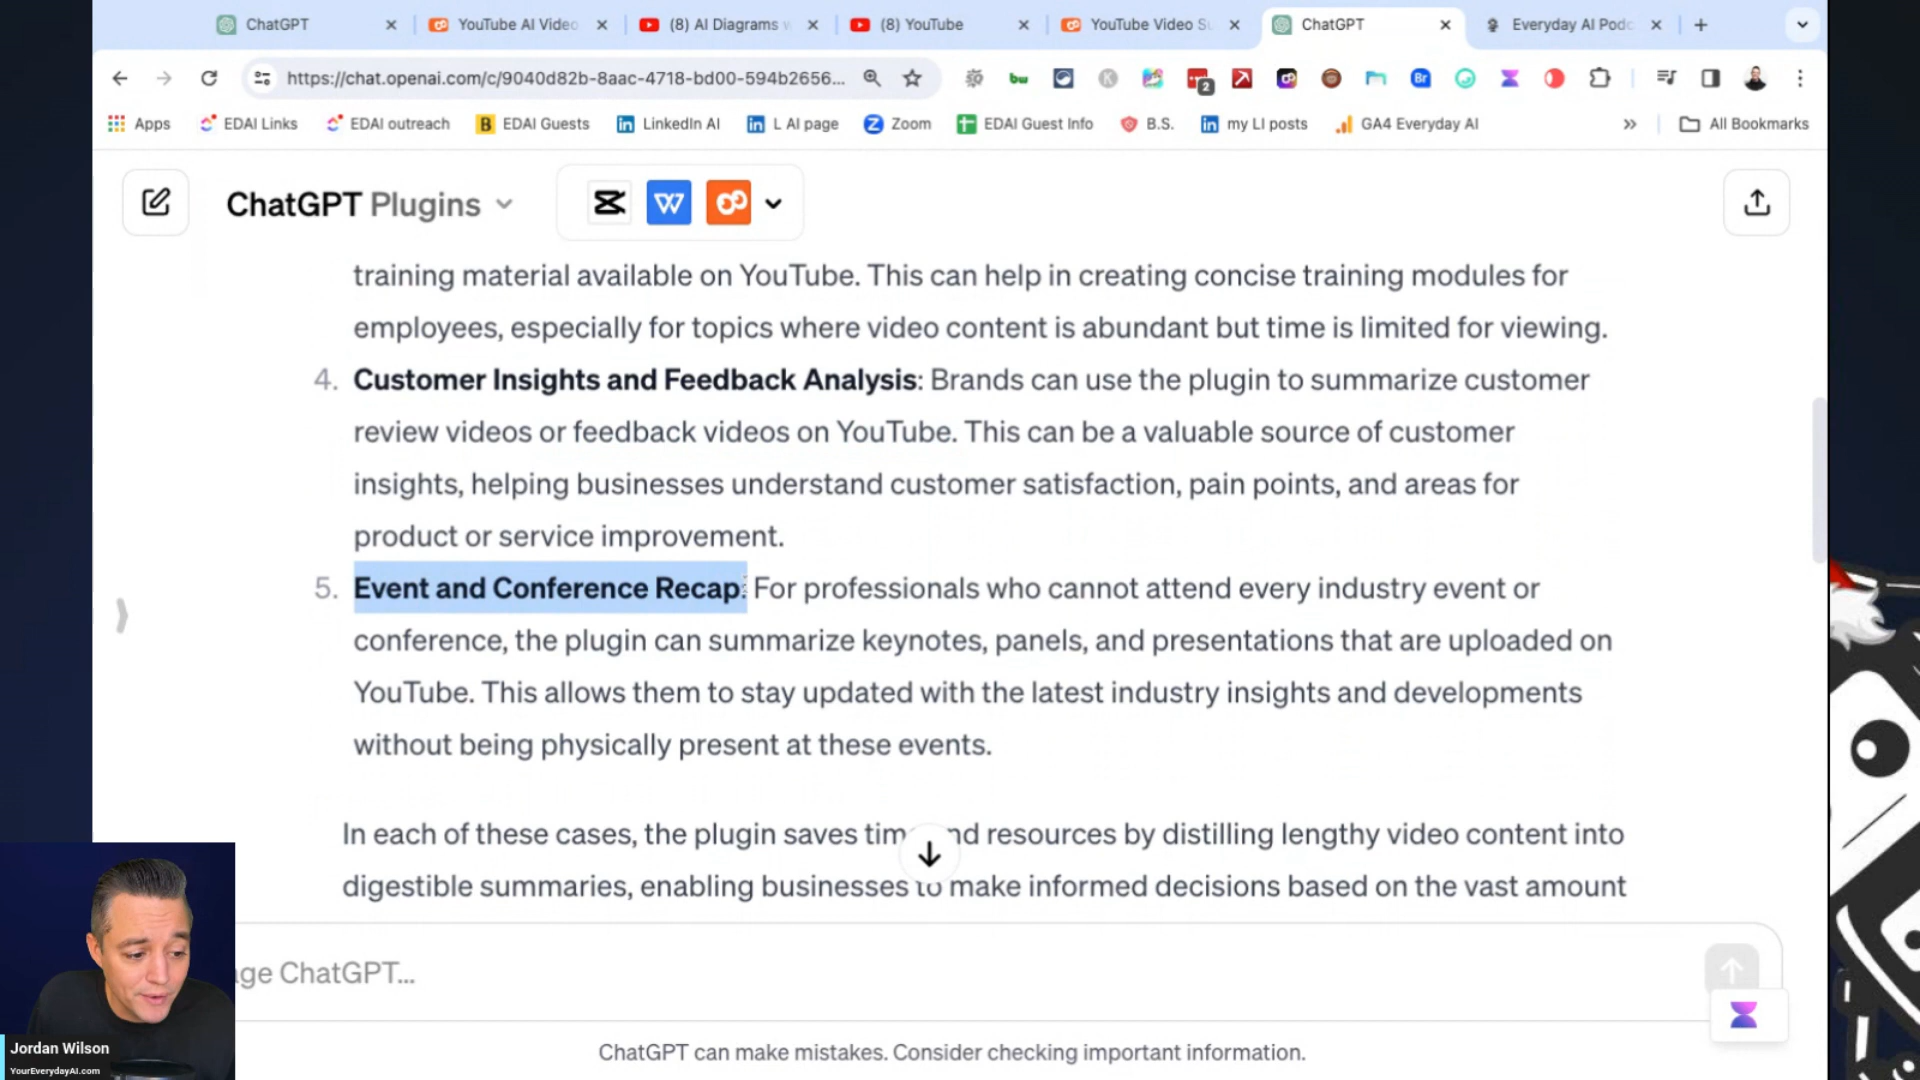 ChatGPT
YouTube AI Video
(8) AI Diagrams
(8) YouTube
YouTube Video Su
ChatGPT
Everyday AI Podc
https://chat.openai.com/c/9040d82b-8aac-4718-bd00-594b2656...
bw
2
Br
Apps
EDAI Links
EDAI outreach
B EDAI Guests
in LinkedIn AI
in L AI page
Zoom
EDAI Guest Info
B.S.
in my LI posts
GA4 Everyday AI
»
All Bookmarks
ChatGPT Plugins
W
training material available on YouTube. This can help in creating concise training modules for
employees, especially for topics where video content is abundant but time is limited for viewing.
4. Customer Insights and Feedback Analysis: Brands can use the plugin to summarize customer
review videos or feedback videos on YouTube. This can be a valuable source of customer
insights, helping businesses understand customer satisfaction, pain points, and areas for
product or service improvement.
5. Event and Conference Recap: For professionals who cannot attend every industry event or
conference, the plugin can summarize keynotes, panels, and presentations that are uploaded on
YouTube. This allows them to stay updated with the latest industry insights and developments
without being physically present at these events.
In each of these cases, the plugin saves tim nd resources by distilling lengthy video content into
digestible summaries, enabling businesses to make informed decisions based on the vast amount
ge ChatGPT...
ChatGPT can make mistakes. Consider checking important information.
Jordan Wilson
YourEverydayAI.com